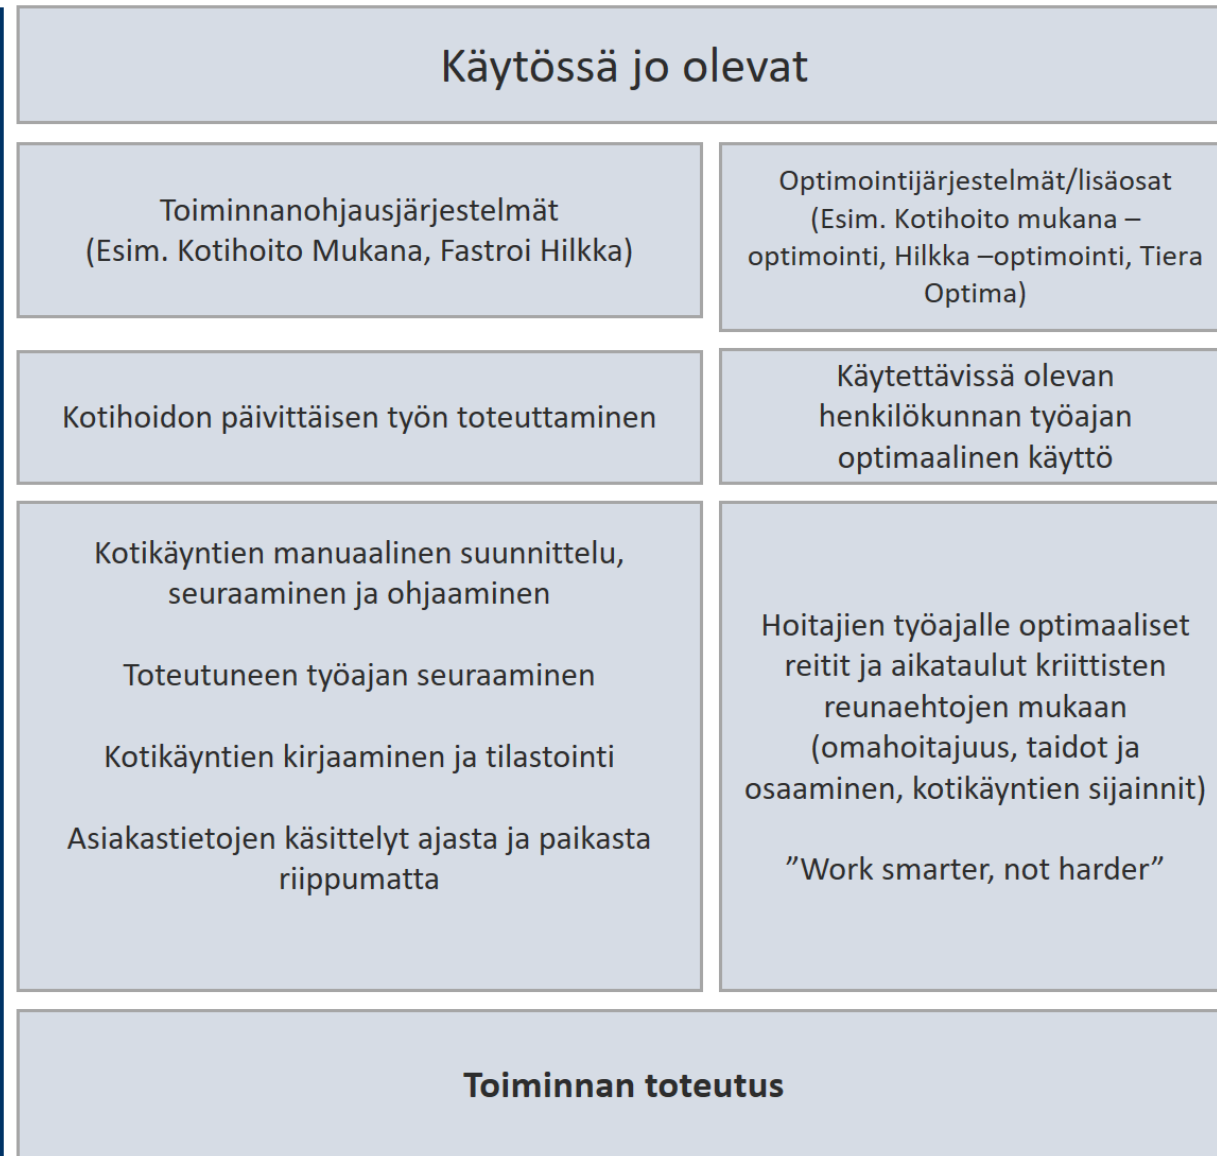 Käytössä jo olevat
Toiminnanohjausjärjestelmät
(Esim. Kotihoito Mukana, Fastroi Hilkka)
Optimointijärjestelmät/lisäosat
(Esim. Kotihoito mukana –
optimointi, Hilkka –optimointi, Tiera
Optima)
Kotihoidon päivittäisen työn toteuttaminen
Käytettävissä olevan
henkilökunnan työajan
optimaalinen käyttö
Kotikäyntien manuaalinen suunnittelu,
seuraaminen ja ohjaaminen
Toteutuneen työajan seuraaminen
Kotikäyntien kirjaaminen ja tilastointi
Asiakastietojen käsittelyt ajasta ja paikasta
riippumatta
Hoitajien työajalle optimaaliset
reitit ja aikataulut kriittisten
reunaehtojen mukaan
(omahoitajuus, taidot ja
osaaminen, kotikäyntien sijainnit)
”Work smarter, not harder”
Toiminnan toteutus